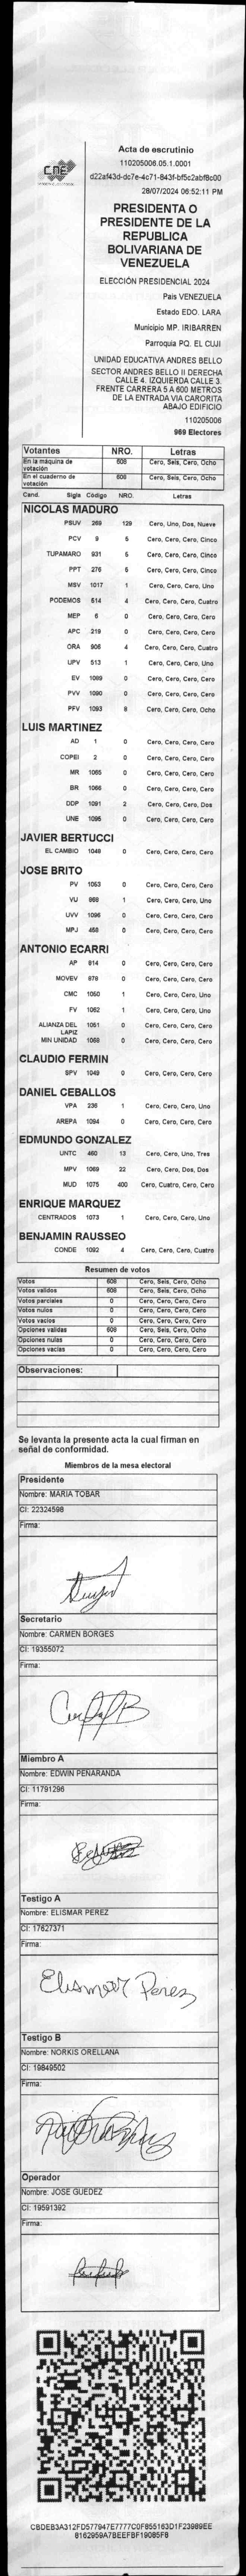 CNE
Acta de escrutinio
110205006.05.1.0001
d22af43d-dc7e-4c71-843f-bf5c2abf8c00
28/07/2024 06:52:11 PM
PRESIDENTA O
PRESIDENTE DE LA
REPUBLICA
BOLIVARIANA DE
VENEZUELA
ELECCIÓN PRESIDENCIAL 2024
Pais VENEZUELA
Estado EDO. LARA
Municipio MP. IRIBARREN
Parroquia PQ. EL CUJI
UNIDAD EDUCATIVA ANDRES BELLO
SECTOR ANDRES BELLO II DERECHA
CALLE 4. IZQUIERDA CALLE 3.
FRENTE CARRERA 5 A 600 METROS
DE LA ENTRADA VIA CARORITA
ABAJO EDIFICIO
110205006
969 Electores
Votantes NRO. Letras
En la máquina de votación 608 Cero, Seis, Cero, Ocho
En el cuaderno de votación 608 Cero, Seis, Cero, Ocho
Cand. Sigla Código NRO. Letras
NICOLAS MADURO
PSUV 269 129 Cero, Uno, Dos, Nueve
PCV 9 5 Cero, Cero, Cero, Cinco
TUPAMARO 931 5 Cero, Cero, Cero, Cinco
PPT 276 5 Cero, Cero, Cero, Cinco
MSV 1017 1 Cero, Cero, Cero, Uno
PODEMOS 514 4 Cero, Cero, Cero, Cuatro
MEP 6 0 Cero, Cero, Cero, Cero
APC 219 0 Cero, Cero, Cero, Cero
ORA 906 4 Cero, Cero, Cero, Cuatro
UPV 513 1 Cero, Cero, Cero, Uno
EV 1089 0 Cero, Cero, Cero, Cero
PVV 1090 0 Cero, Cero, Cero, Cero
PFV 1093 8 Cero, Cero, Cero, Ocho
LUIS MARTINEZ
AD 1 0 Cero, Cero, Cero, Cero
COPEI 2 0 Cero, Cero, Cero, Cero
MR 1065 0 Cero, Cero, Cero, Cero
BR 1066 0 Cero, Cero, Cero, Cero
DDP 1091 2 Cero, Cero, Cero, Dos
UNE 1095 0 Cero, Cero, Cero, Cero
JAVIER BERTUCCI
EL CAMBIO 1048 0 Cero, Cero, Cero, Cero
JOSE BRITO
PV 1053 0 Cero, Cero, Cero, Cero
VU 868 1 Cero, Cero, Cero, Uno
UVV 1096 0 Cero, Cero, Cero, Cero
MPJ 458 0 Cero, Cero, Cero, Cero
ANTONIO ECARRI
AP 814 0 Cero, Cero, Cero, Cero
MOVEV 978 0 Cero, Cero, Cero, Cero
CMC 1050 1 Cero, Cero, Cero, Uno
FV 1062 1 Cero, Cero, Cero, Uno
ALIANZA DEL LAPIZ 1051 0 Cero, Cero, Cero, Cero
MIN UNIDAD 1068 0 Cero, Cero, Cero, Cero
CLAUDIO FERMIN
SPV 1049 0 Cero, Cero, Cero, Cero
DANIEL CEBALLOS
VPA 236 1 Cero, Cero, Cero, Uno
AREPA 1094 0 Cero, Cero, Cero, Cero
EDMUNDO GONZALEZ
UNTC 460 13 Cero, Cero, Uno, Tres
MPV 1069 22 Cero, Cero, Dos, Dos
MUD 1075 400 Cero, Cuatro, Cero, Cero
ENRIQUE MARQUEZ
CENTRADOS 1073 1 Cero, Cero, Cero, Uno
BENJAMIN RAUSSEO
CONDE 1092 4 Cero, Cero, Cero, Cuatro
Resumen de votos
Votos 608 Cero, Seis, Cero, Ocho
Votos validos 608 Cero, Seis, Cero, Ocho
Votos parciales 0 Cero, Cero, Cero, Cero
Votos nulos 0 Cero, Cero, Cero, Cero
Votos vacios 0 Cero, Cero, Cero, Cero
Opciones validas 608 Cero, Seis, Cero, Ocho
Opciones nulas 0 Cero, Cero, Cero, Cero
Opciones vacias 0 Cero, Cero, Cero, Cero
Observaciones:
Se levanta la presente acta la cual firman en
señal de conformidad.
Miembros de la mesa electoral
Presidente
Nombre: MARIA TOBAR
CI: 22324598
Firma:
Secretario
Nombre: CARMEN BORGES
CI: 19355072
Firma:
Miembro A
Nombre: EDWIN PENARANDA
CI: 11791296
Firma:
Testigo A
Nombre: ELISMAR PEREZ
CI: 17627371
Firma:
Elismar Perez
Testigo B
Nombre: NORKIS ORELLANA
CI: 19849502
Firma:
Operador
Nombre: JOSE GUEDEZ
CI: 19591392
Firma:
CBDEB3A312FD577947E7777C0F855163D1F23989EE
8162959A7BEEFBF19085F8